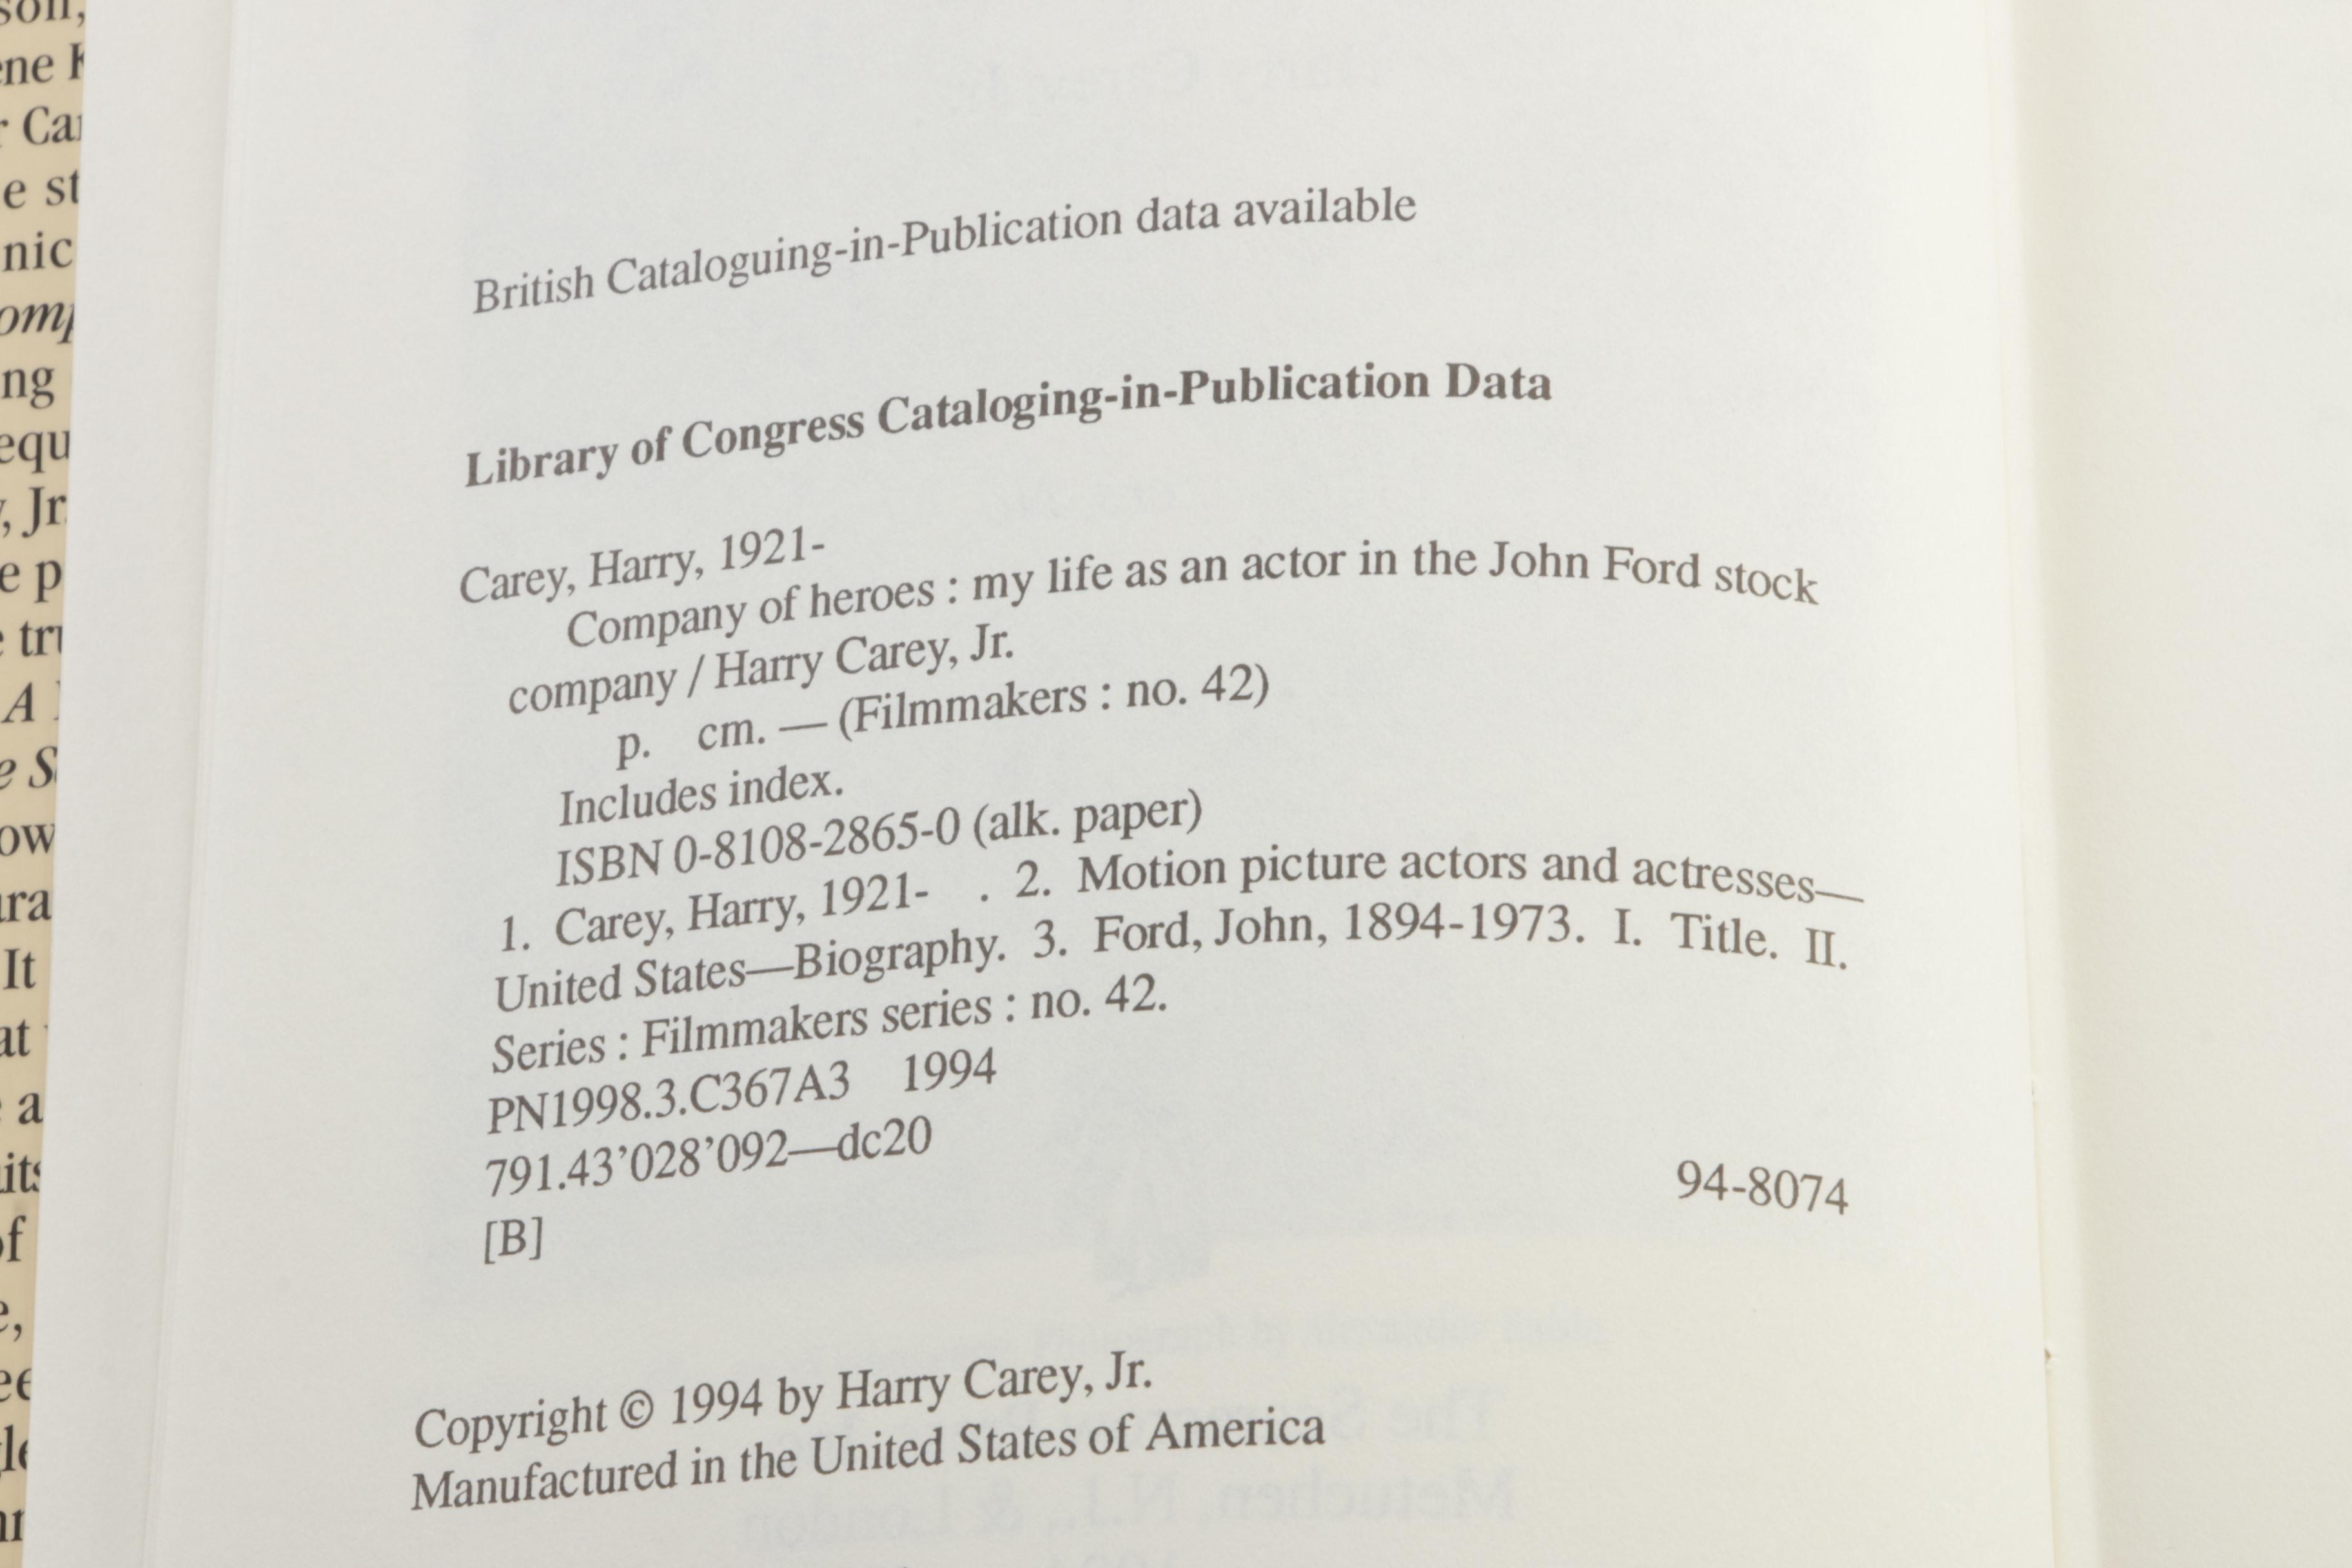 British Cataloguing-in-Publication data available
Library of Congress Cataloging-in-Publication Data
Carey, Harry, 1921-
Company of heroes : my life as an actor in the John Ford stock
company / Harry Carey, Jr.
p. cm. — (Filmmakers : no. 42)
Includes index.
ISBN 0-8108-2865-0 (alk. paper)
1. Carey, Harry, 1921- . 2. Motion picture actors and actresses—
United States—Biography. 3. Ford, John, 1894-1973. I. Title. II.
Series : Filmmakers series : no. 42.
PN1998.3.C367A3 1994
791.43’028’092—dc20
94-8074
[B]
Copyright © 1994 by Harry Carey, Jr.
Manufactured in the United States of America